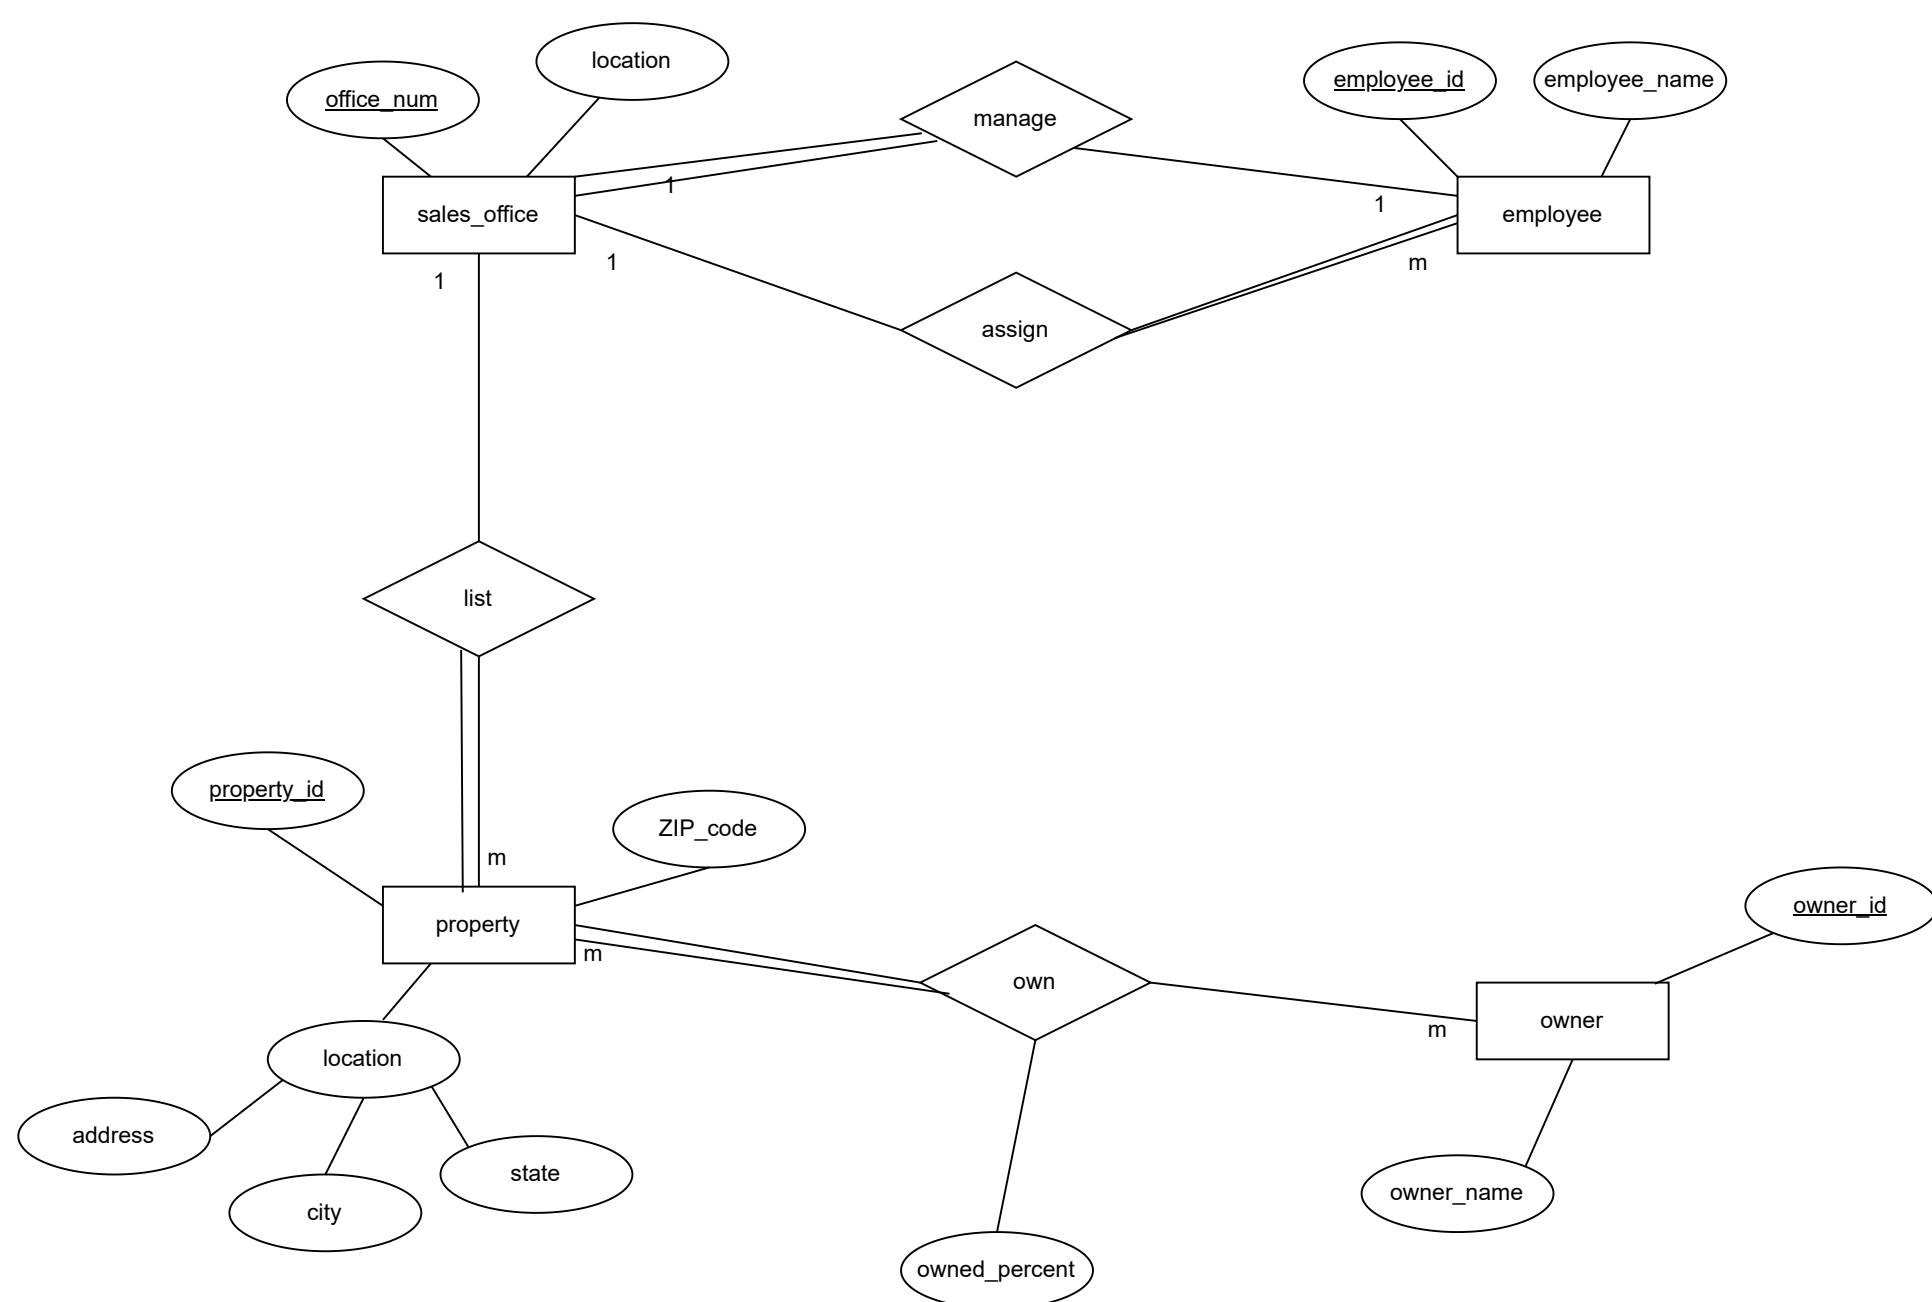 location
office_num
employee_id
employee_name
manage
1
1
sales_office
employee
1
1
m
assign
list
property_id
ZIP_code
m
property
m
owner_id
own
owner
m
location
address
city
state
owner_name
owned_percent